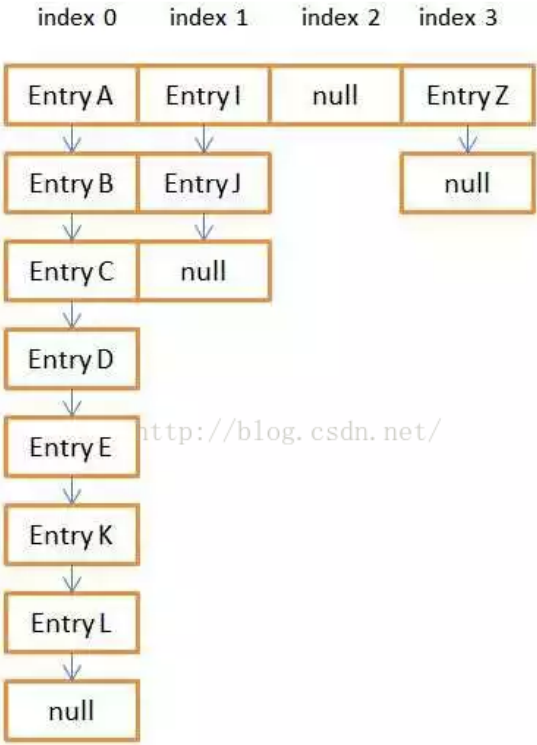 index 0 index 1 index 2 index 3
Entry A Entry I null Entry Z
Entry B Entry J null
Entry C null
Entry D
http://blog.csdn.net/
Entry E
Entry K
Entry L
null